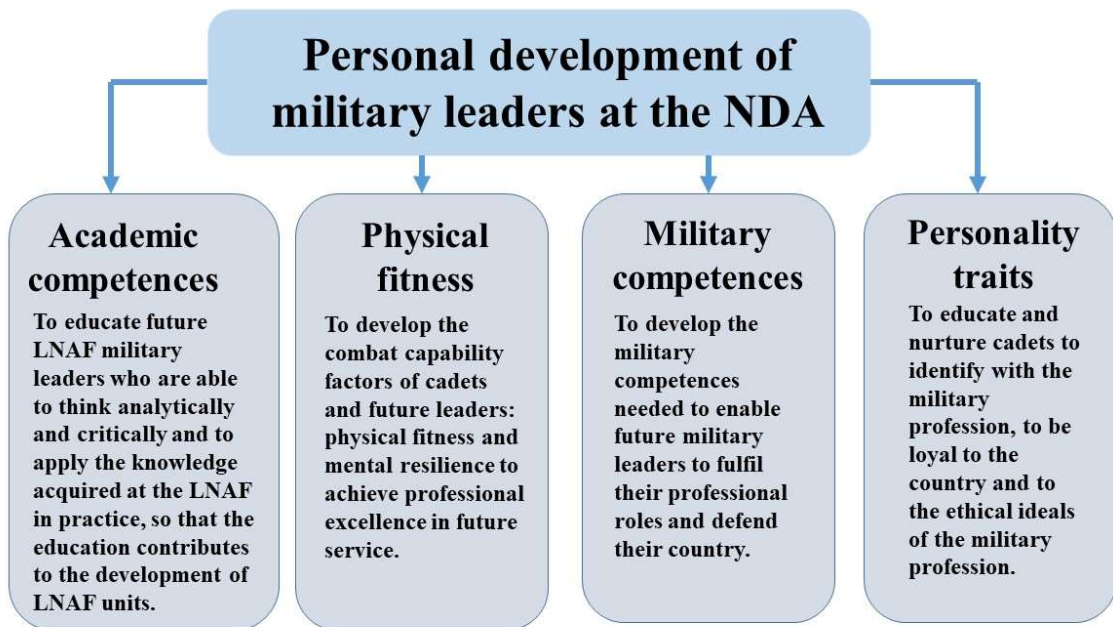 Personal development of
military leaders at the NDA
Academic
competences
To educate future
LNAF military
leaders who are able
to think analytically
and critically and to
apply the knowledge
acquired at the LNAF
in practice, so that the
education contributes
to the development of
LNAF units.
Physical
fitness
To develop the
combat capability
factors of cadets
and future leaders:
physical fitness and
mental resilience to
achieve professional
excellence in future
service.
Military
competences
To develop the
military
competences
needed to enable
future military
leaders to fulfil
their professional
roles and defend
their country.
Personality
traits
To educate and
nurture cadets to
identify with the
military
profession, to be
loyal to the
country and to
the ethical ideals
of the military
profession.